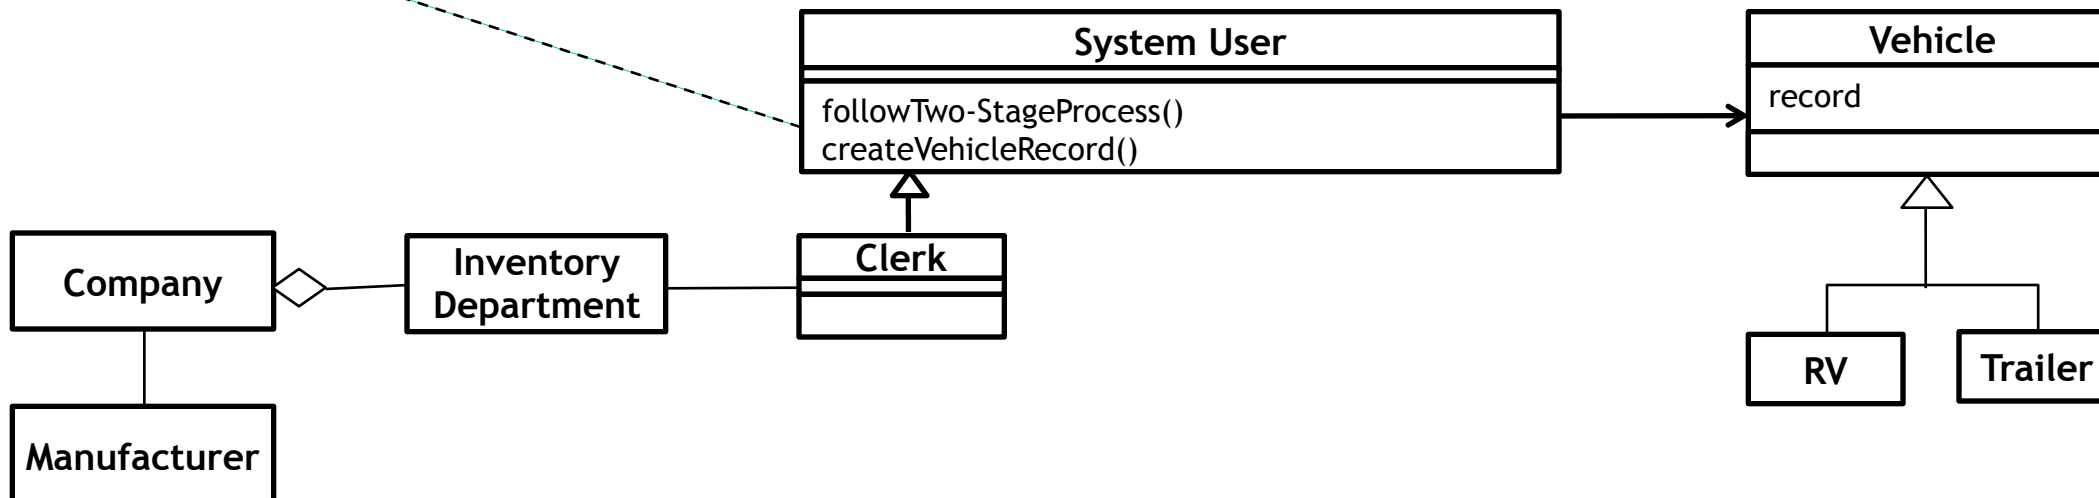 System User
followTwo-StageProcess()
createVehicleRecord()
Vehicle
record
Company
Inventory
Department
Clerk
RV
Trailer
Manufacturer